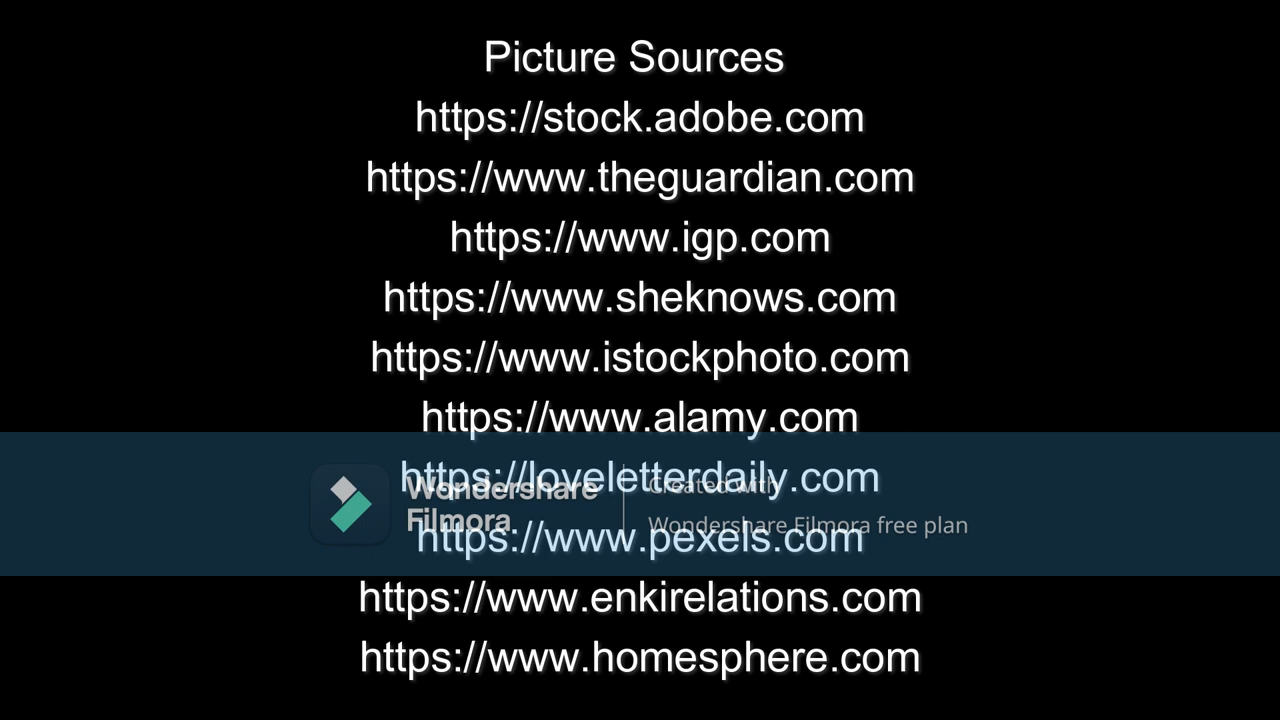 Picture Sources
https://stock.adobe.com
https://www.theguardian.com
https://www.igp.com
https://www.sheknows.com
https://www.istockphoto.com
https://www.alamy.com
https://loveletterdaily.com
Wondershare
Filmora
Created with
Wondershare Filmora free plan
https://www.pexels.com
https://www.enkirelations.com
https://www.homesphere.com